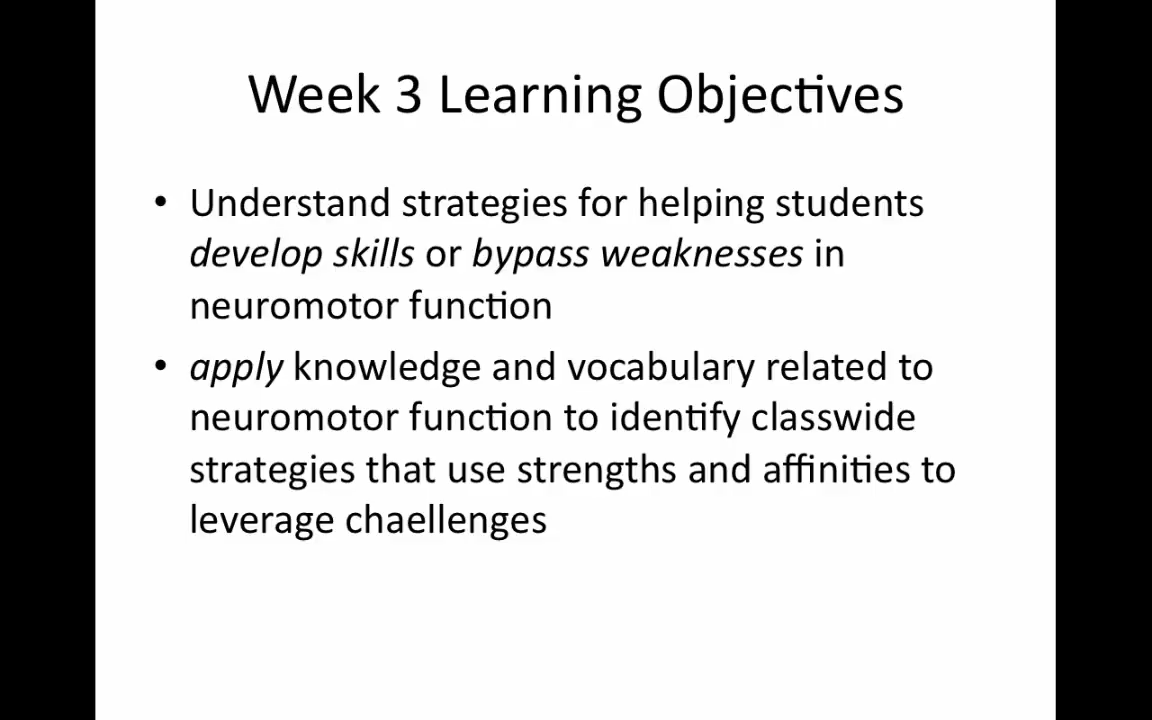 Week 3 Learning Objectives
• Understand strategies for helping students
develop skills or bypass weaknesses in
neuromotor function
• apply knowledge and vocabulary related to
neuromotor function to identify classwide
strategies that use strengths and affinities to
leverage chaellenges